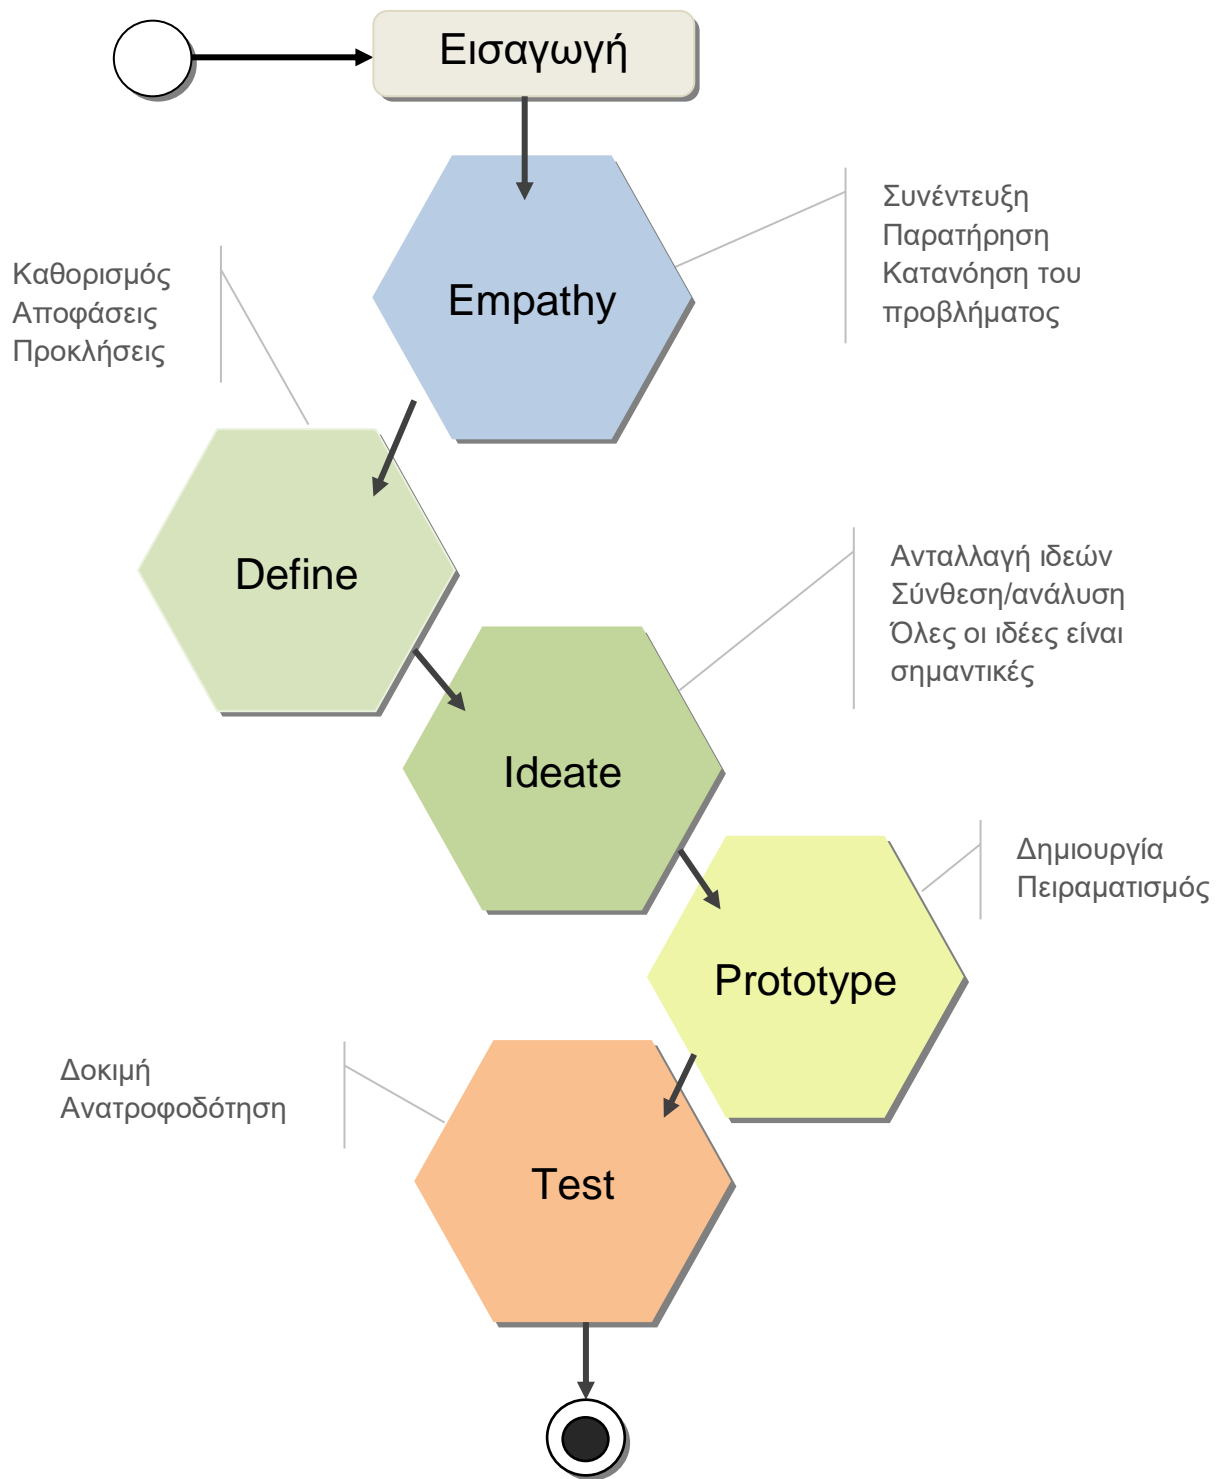 Εισαγωγή
Συνέντευξη
Παρατήρηση
Κατανόηση του
προβλήματος
Empathy
Καθορισμός
Αποφάσεις
Προκλήσεις
Define
Ανταλλαγή ιδεών
Σύνθεση/ανάλυση
Όλες οι ιδέες είναι
σημαντικές
Ideate
Δημιουργία
Πειραματισμός
Prototype
Δοκιμή
Ανατροφοδότηση
Test